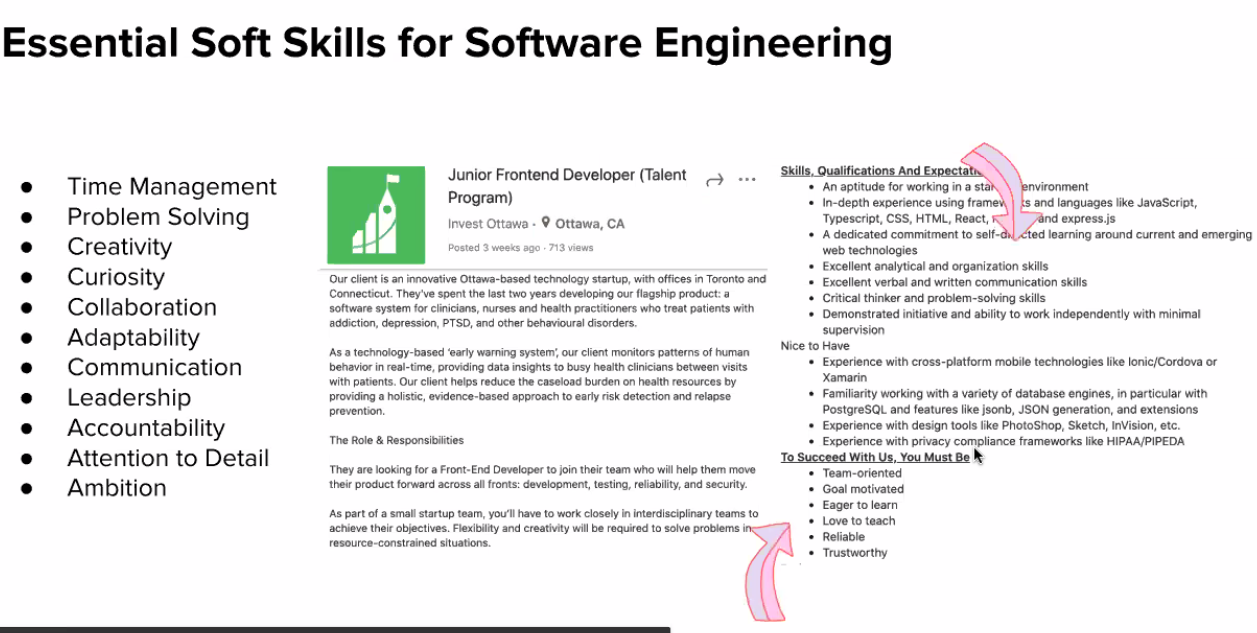 Essential Soft Skills for Software Engineering
● Time Management
● Problem Solving
● Creativity
● Curiosity
● Collaboration
● Adaptability
● Communication
● Leadership
● Accountability
● Attention to Detail
● Ambition
Junior Frontend Developer (Talent
Program)
Invest Ottawa · Ottawa, CA
Posted 3 weeks ago · 713 views
Our client is an innovative Ottawa-based technology startup, with offices in Toronto and
Connecticut. They've spent the last two years developing our flagship product: a
software system for clinicians, nurses and health practitioners who treat patients with
addiction, depression, PTSD, and other behavioural disorders.
As a technology-based 'early warning system', our client monitors patterns of human
behavior in real-time, providing data insights to busy health clinicians between visits
with patients. Our client helps reduce the caseload burden on health resources by
providing a holistic, evidence-based approach to early risk detection and relapse
prevention.
The Role & Responsibilities
They are looking for a Front-End Developer to join their team who will help them move
their product forward across all fronts: development, testing, reliability, and security.
As part of a small startup team, you'll have to work closely in interdisciplinary teams to
achieve their objectives. Flexibility and creativity will be required to solve problems in
resource-constrained situations.
Skills, Qualifications And
• An aptitude for working in a environment
• In-depth experience using and languages like JavaScript,
Typescript, CSS, HTML, React, and express.js
• A dedicated commitment to learning around current and emerging
web technologies
• Excellent analytical and organization skills
• Excellent verbal and written communication skills
• Critical thinker and problem-solving skills
• Demonstrated initiative and ability to work independently with minimal
supervision
Nice to Have
• Experience with cross-platform mobile technologies like Ionic/Cordova or
Xamarin
• Familiarity working with a variety of database engines, in particular with
PostgreSQL and features like jsonb, JSON generation, and extensions
• Experience with design tools like PhotoShop, Sketch, InVision, etc.
• Experience with privacy compliance frameworks like HIPAA/PIPEDA
To Succeed With Us, You Must Be
• Team-oriented
• Goal motivated
• Eager to learn
• Love to teach
• Reliable
• Trustworthy